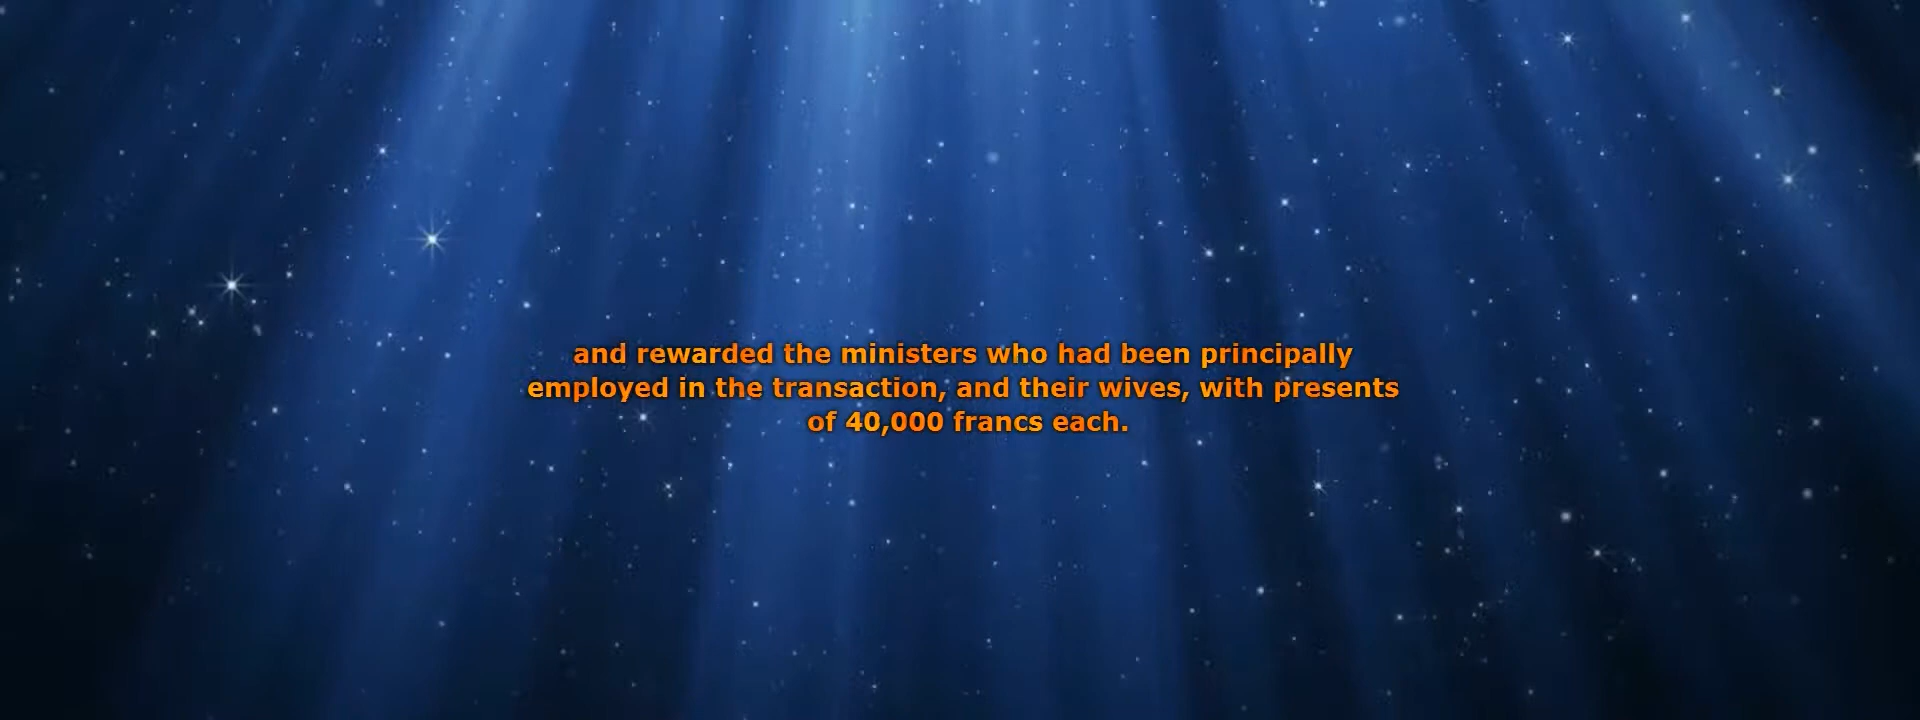 and rewarded the ministers who had been principally
employed in the transaction, and their wives, with presents
of 40,000 francs each.